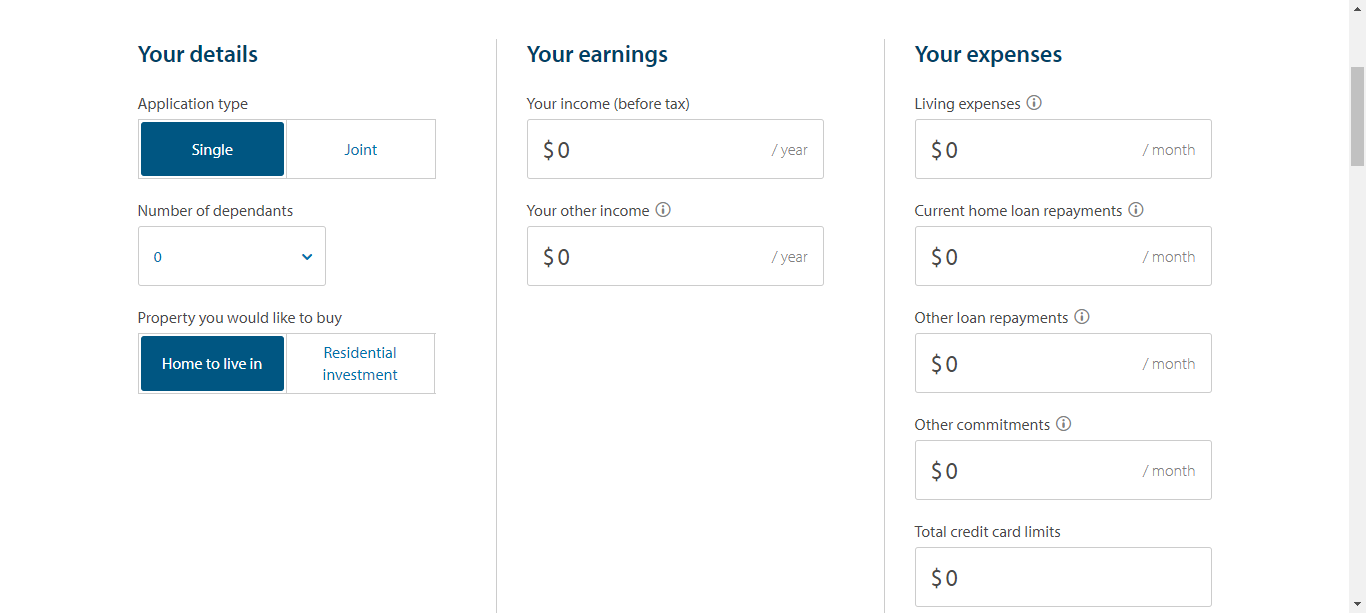 Your details
Application type
Single
Joint
Number of dependants
0
Property you would like to buy
Home to live in
Residential
investment
Your earnings
Your income (before tax)
$0 / year
Your other income
$0 / year
Your expenses
Living expenses
$0 / month
Current home loan repayments
$0 / month
Other loan repayments
$0 / month
Other commitments
$0 / month
Total credit card limits
$0